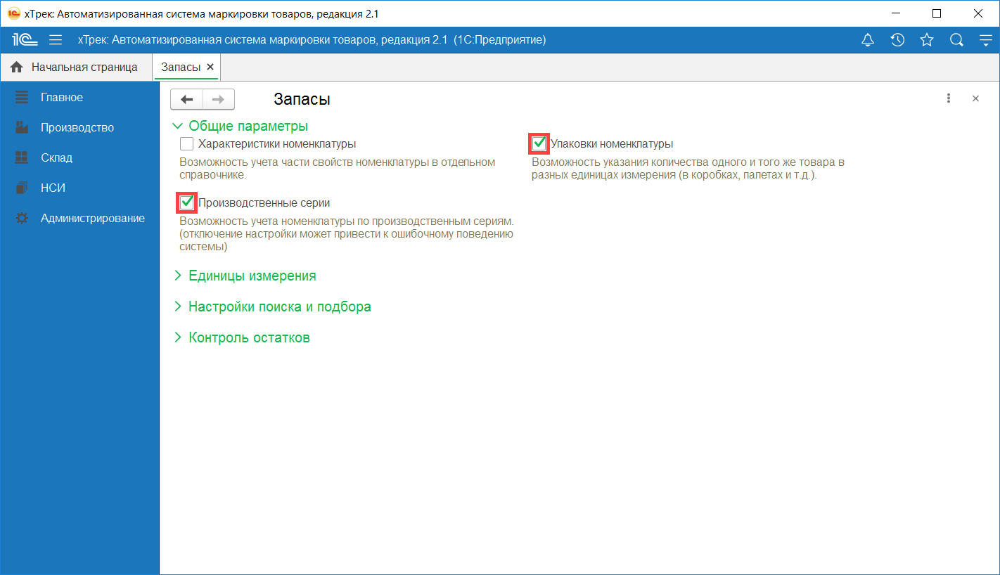 хТрек: Автоматизированная система маркировки товаров, редакция 2.1
1С хТрек: Автоматизированная система маркировки товаров, редакция 2.1 (1С:Предприятие)
Начальная страница
Запасы
Главное
Производство
Склад
НСИ
Администрирование
Запасы
Общие параметры
Характеристики номенклатуры
Возможность учета части свойств номенклатуры в отдельном
справочнике.
Упаковки номенклатуры
Возможность указания количества одного и того же товара в
разных единицах измерения (в коробках, палетах и т.д.).
Производственные серии
Возможность учета номенклатуры по производственным сериям.
(отключение настройки может привести к ошибочному поведению
системы)
Единицы измерения
Настройки поиска и подбора
Контроль остатков